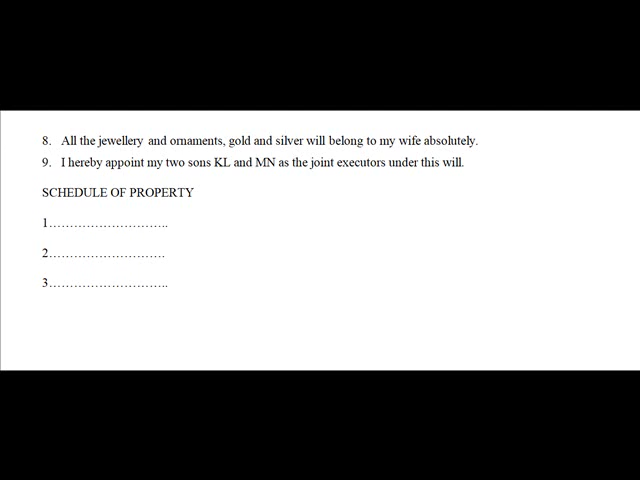 8. All the jewellery and ornaments, gold and silver will belong to my wife absolutely.
9. I hereby appoint my two sons KL and MN as the joint executors under this will.
SCHEDULE OF PROPERTY
1………………………..
2……………………….
3………………………..